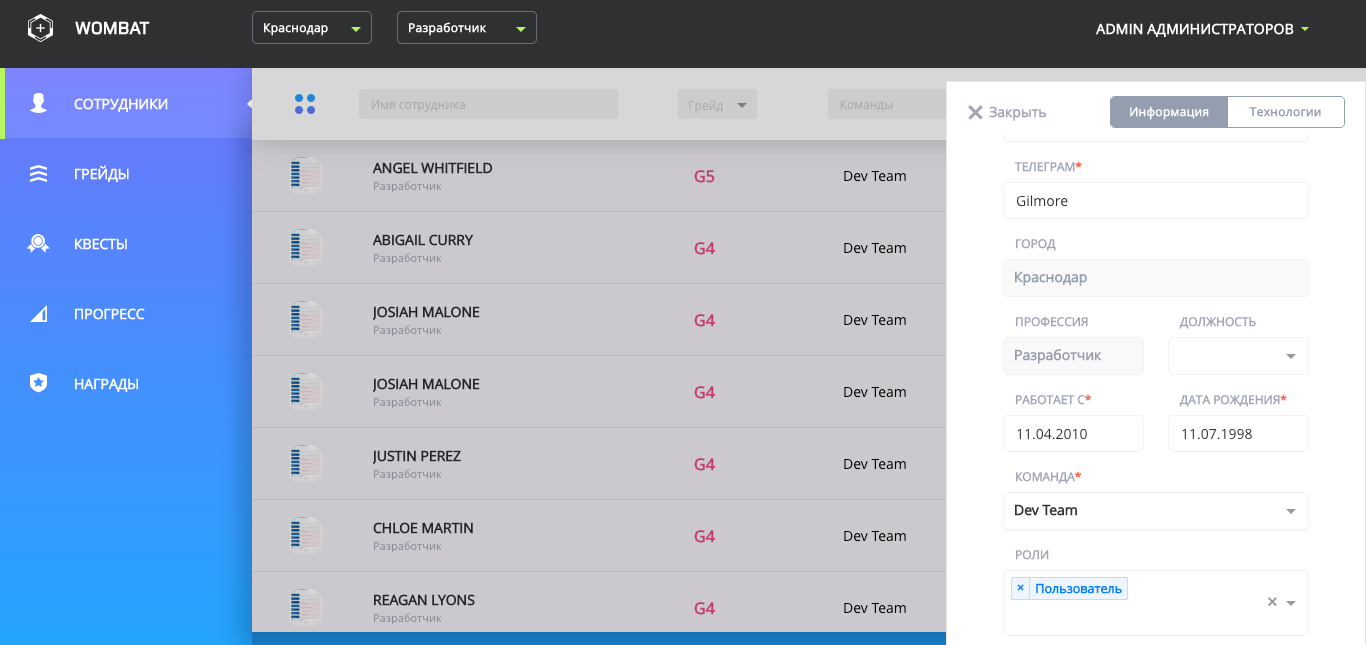 WOMBAT
Краснодар
Разработчик
ADMIN АДМИНИСТРАТОРОВ
СОТРУДНИКИ
ГРЕЙДЫ
КВЕСТЫ
ПРОГРЕСС
НАГРАДЫ
Имя сотрудника
Грейд
Команды
ANGEL WHITFIELD
Разработчик
G5
Dev Team
ABIGAIL CURRY
Разработчик
G4
Dev Team
JOSIAH MALONE
Разработчик
G4
Dev Team
JOSIAH MALONE
Разработчик
G4
Dev Team
JUSTIN PEREZ
Разработчик
G4
Dev Team
CHLOE MARTIN
Разработчик
G4
Dev Team
REAGAN LYONS
Разработчик
G4
Dev Team
Закрыть
Информация
Технологии
ТЕЛЕГРАМ*
Gilmore
ГОРОД
Краснодар
ПРОФЕССИЯ
ДОЛЖНОСТЬ
Разработчик
РАБОТАЕТ С*
ДАТА РОЖДЕНИЯ*
11.04.2010
11.07.1998
КОМАНДА*
Dev Team
РОЛИ
× Пользователь
×